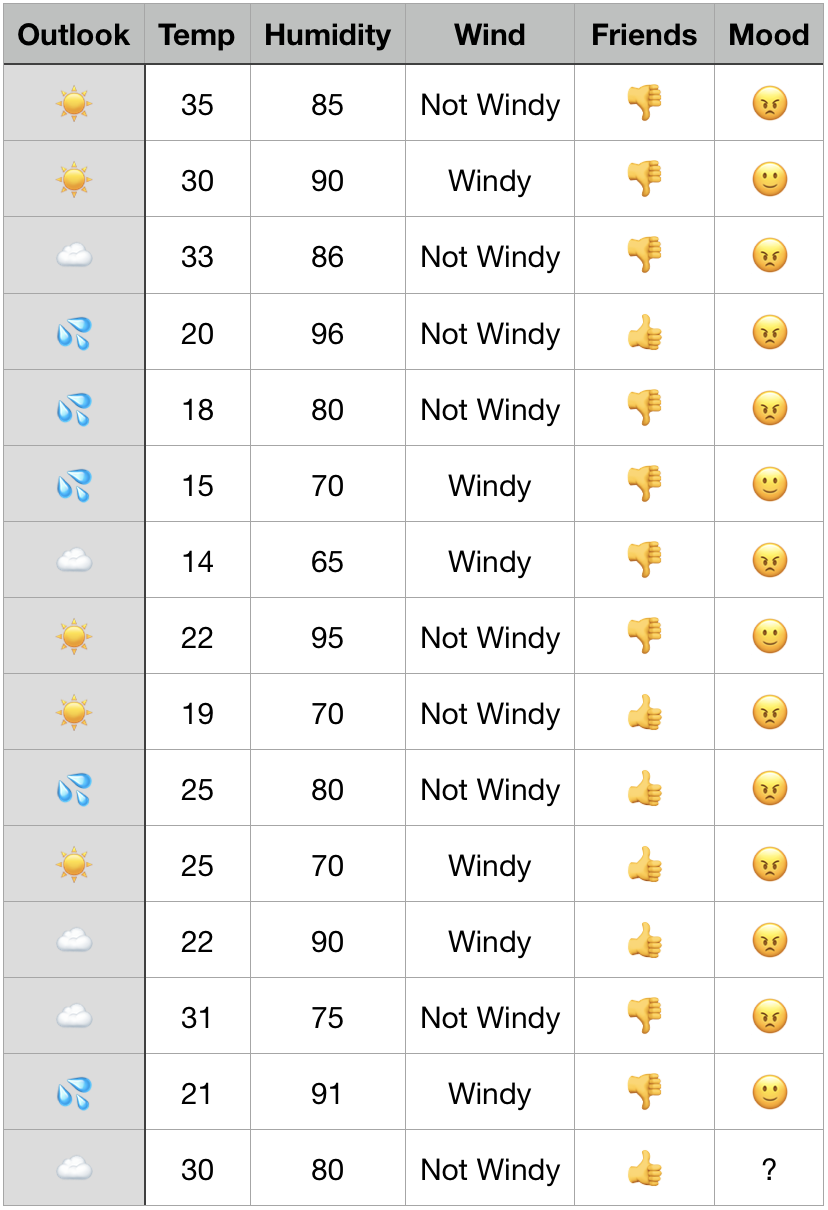 Outlook Temp Humidity Wind Friends Mood
☀️ 35 85 Not Windy 👎 😠
☀️ 30 90 Windy 👎 🙂
☁️ 33 86 Not Windy 👎 😠
💦 20 96 Not Windy 👍 😠
💦 18 80 Not Windy 👎 😠
💦 15 70 Windy 👎 🙂
☁️ 14 65 Windy 👎 😠
☀️ 22 95 Not Windy 👎 🙂
☀️ 19 70 Not Windy 👍 😠
💦 25 80 Not Windy 👍 😠
☀️ 25 70 Windy 👍 😠
☁️ 22 90 Windy 👍 😠
☁️ 31 75 Not Windy 👎 😠
💦 21 91 Windy 👎 🙂
☁️ 30 80 Not Windy 👍 ?